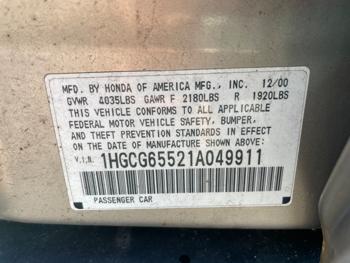 MFD. BY HONDA OF AMERICA MFG., INC. 12/00
GVWR 4035LBS GAWR F 2180LBS R 1920LBS
THIS VEHICLE CONFORMS TO ALL APPLICABLE
FEDERAL MOTOR VEHICLE SAFETY, BUMPER,
AND THEFT PREVENTION STANDARDS IN EFFECT
ON THE DATE OF MANUFACTURE SHOWN ABOVE.
V.I.N. 1HGCG65521A049911
PASSENGER CAR